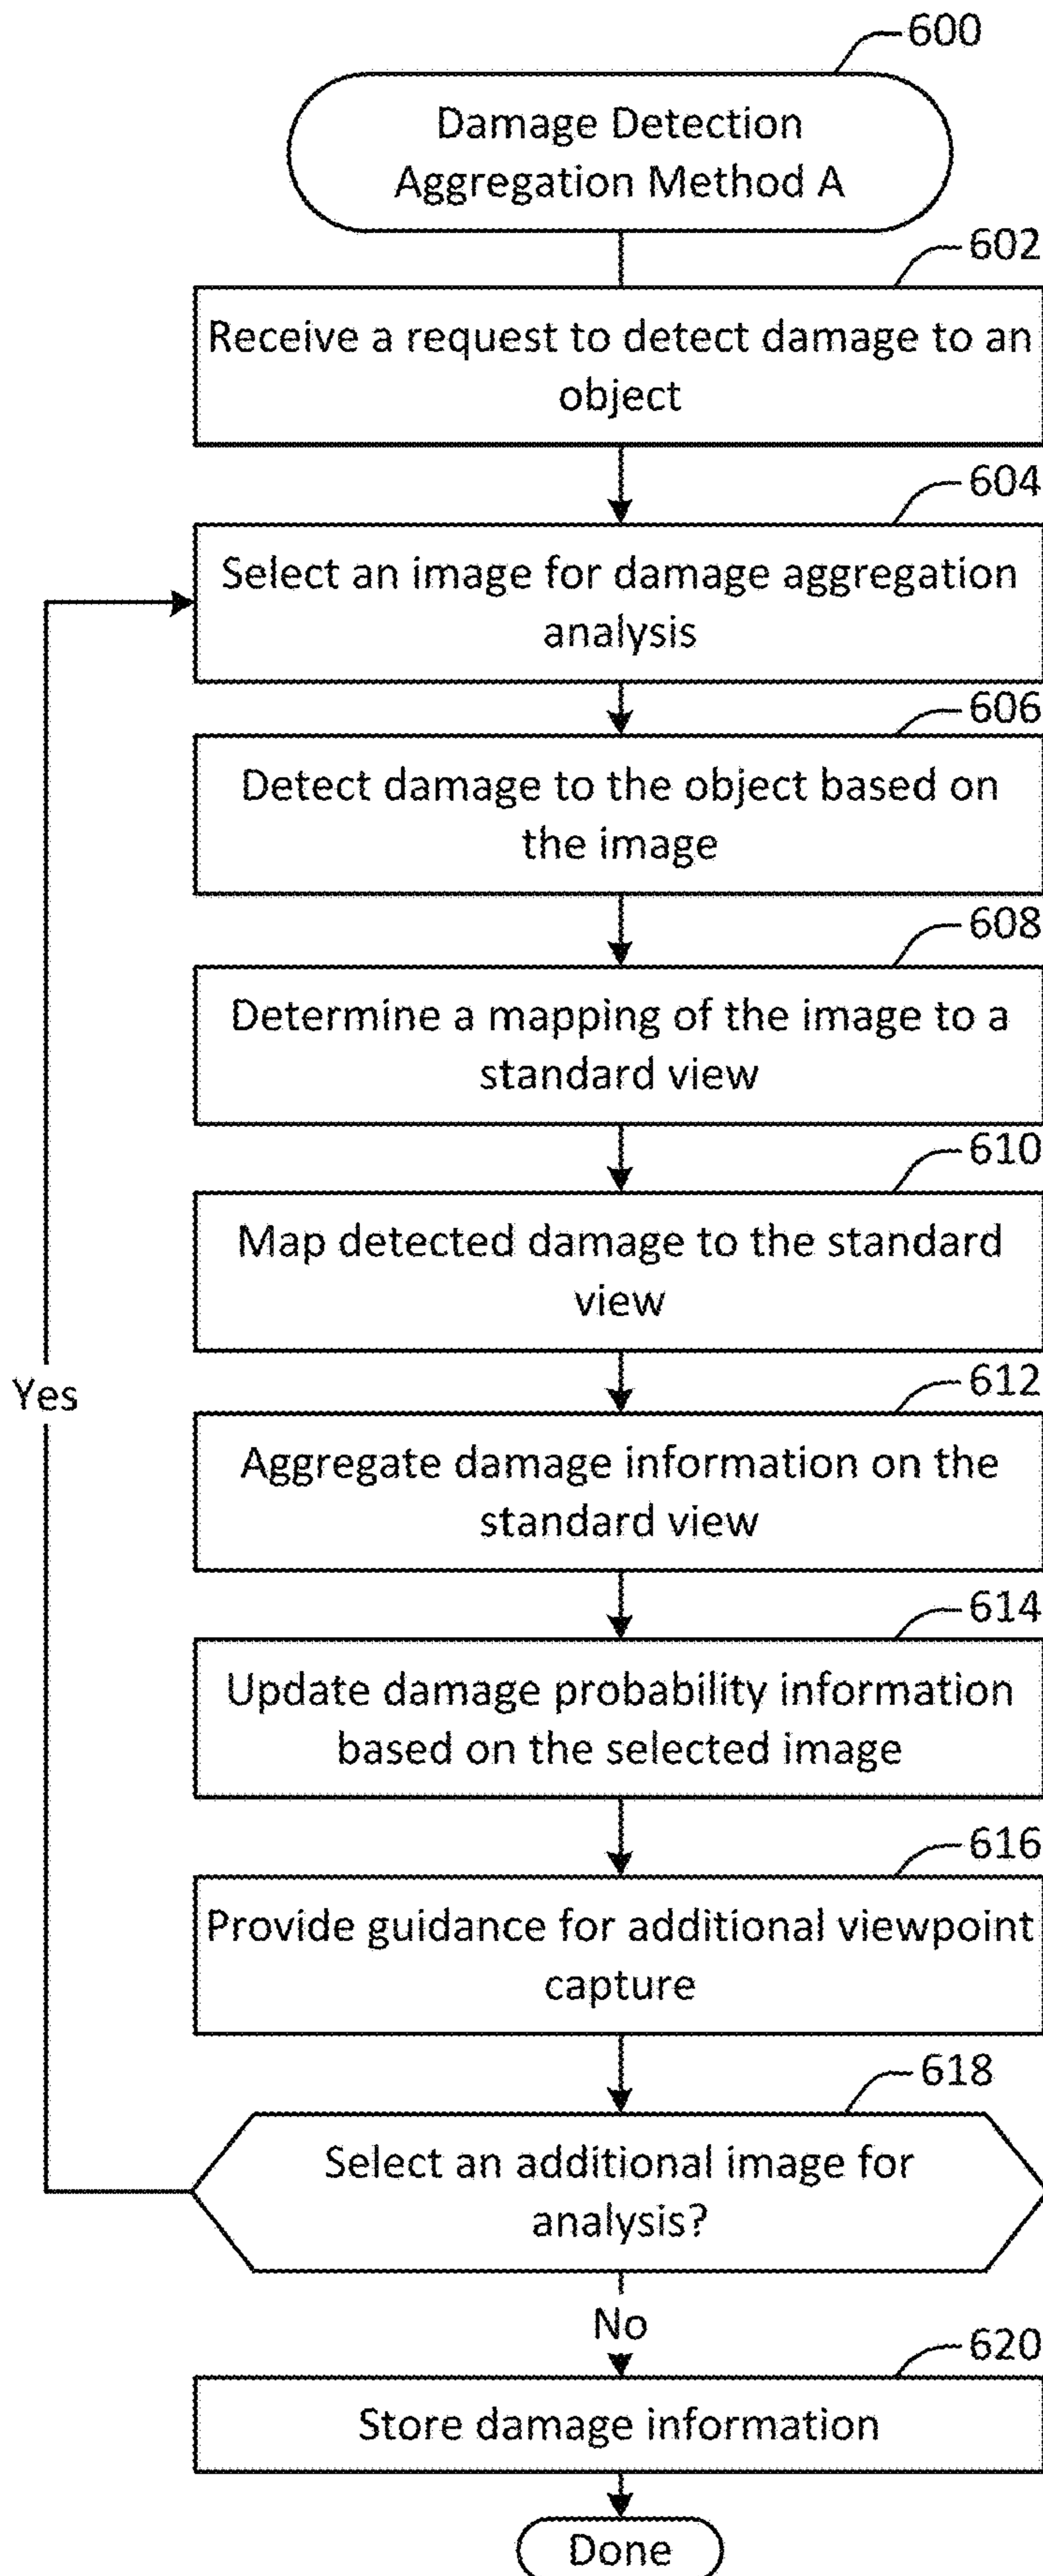 600
Damage Detection
Aggregation Method A
602
Receive a request to detect damage to an
object
604
Select an image for damage aggregation
analysis
606
Detect damage to the object based on
the image
608
Determine a mapping of the image to a
standard view
610
Map detected damage to the standard
view
612
Aggregate damage information on the
standard view
614
Update damage probability information
based on the selected image
616
Provide guidance for additional viewpoint
capture
618
Select an additional image for
analysis?
Yes
No
620
Store damage information
Done